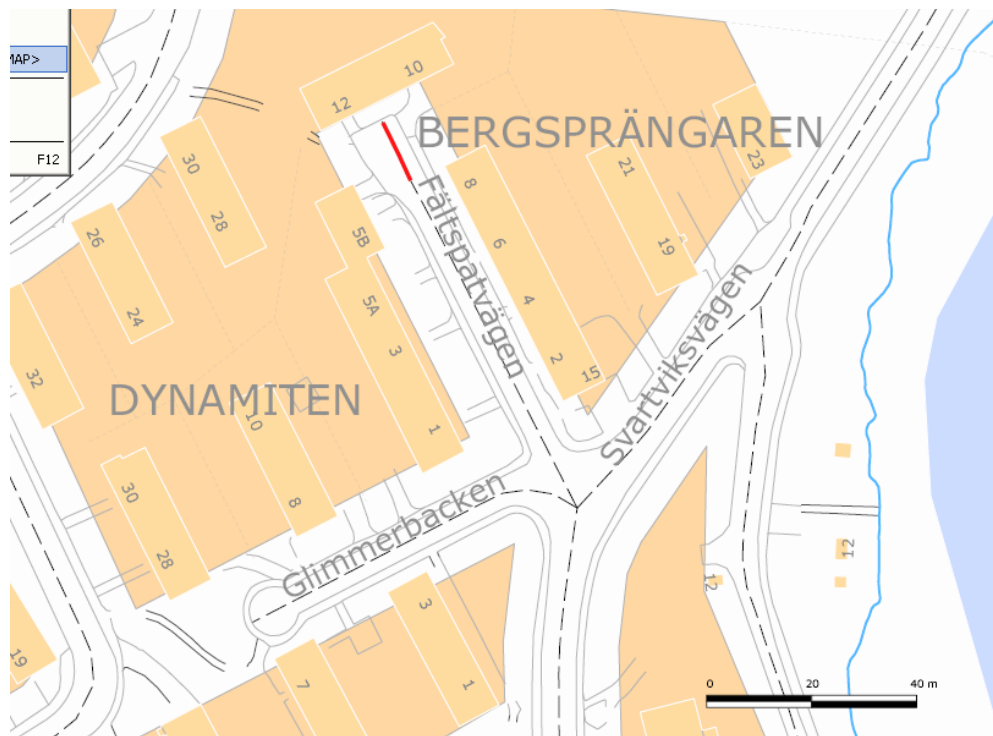 MAP>
F12
10
12
BERGSPRÄNGAREN
30
28
8
21
23
Fältspatvägen
6
19
26
24
5B
5A
4
3
2
15
Svartviksvägen
32
DYNAMITEN
10
1
30
8
28
Glimmerbacken
12
12
3
19
7
1
0 20 40 m